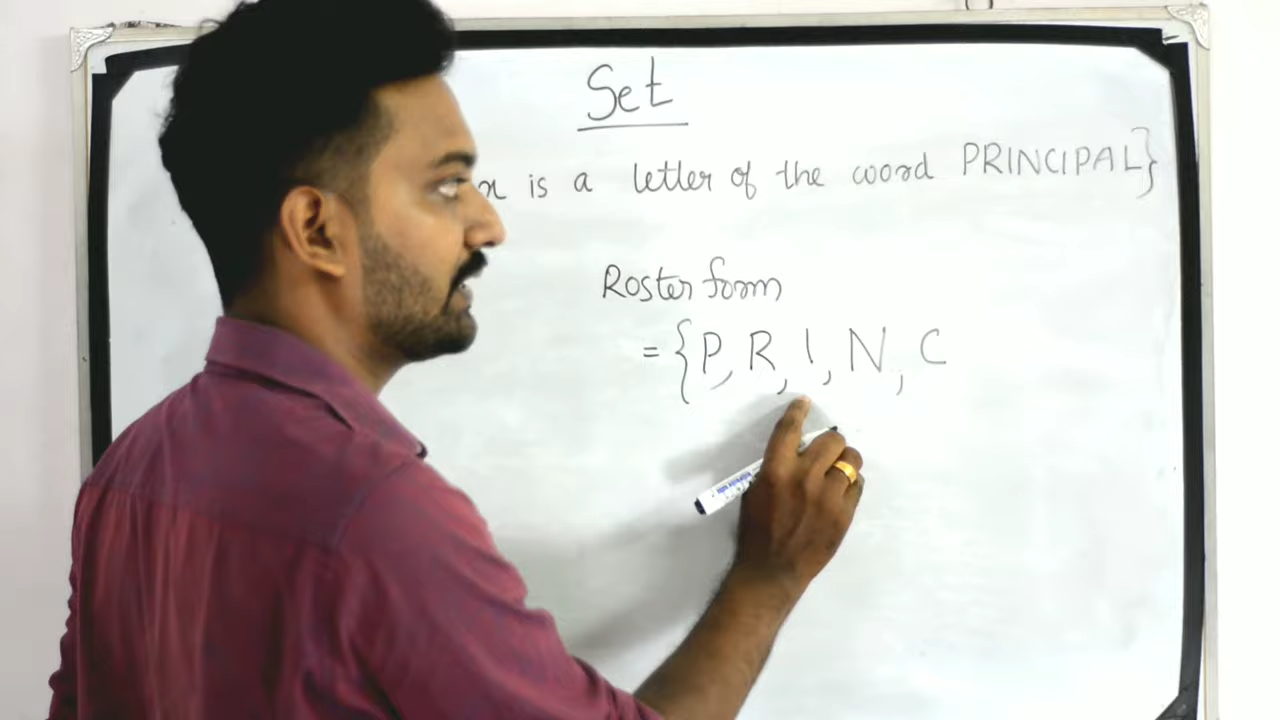 Set
x is a letter of the word PRINCIPAL}
Roster form
= {P, R, I, N, C